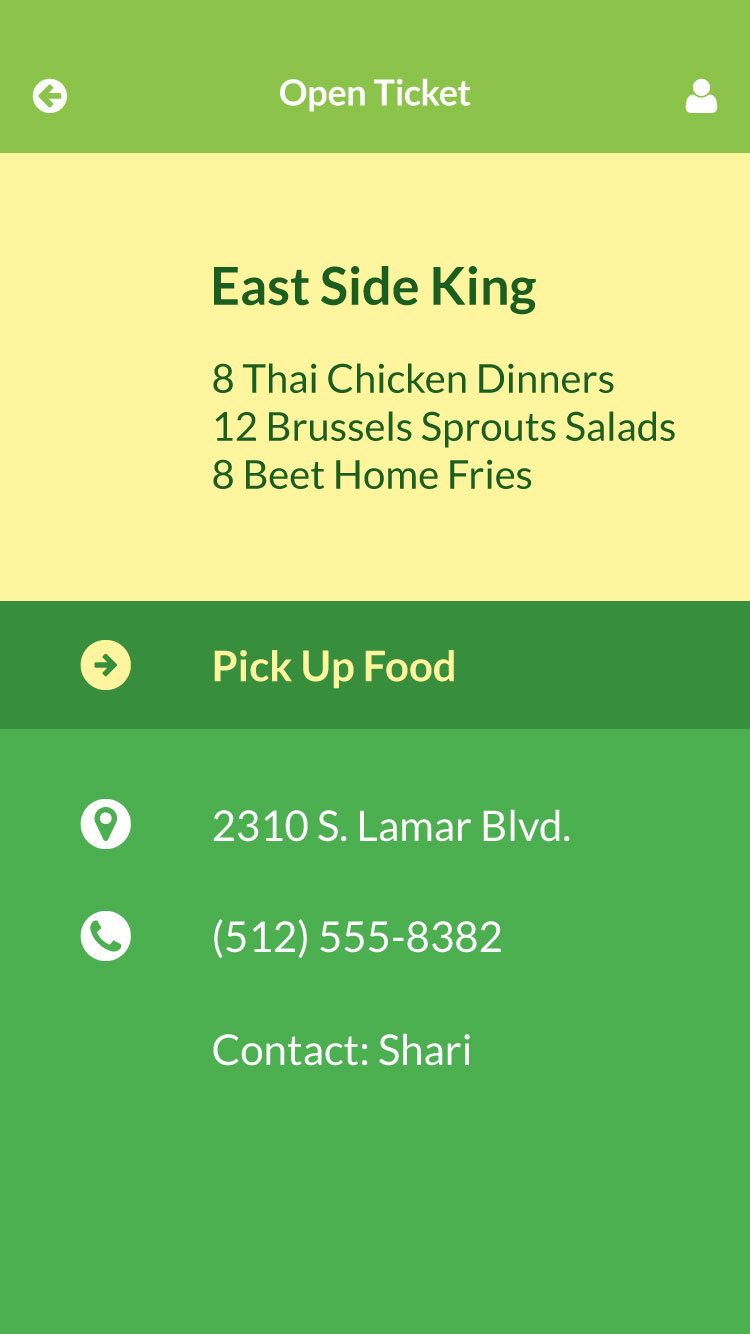 Open Ticket
East Side King
8 Thai Chicken Dinners
12 Brussels Sprouts Salads
8 Beet Home Fries
Pick Up Food
2310 S. Lamar Blvd.
(512) 555-8382
Contact: Shari